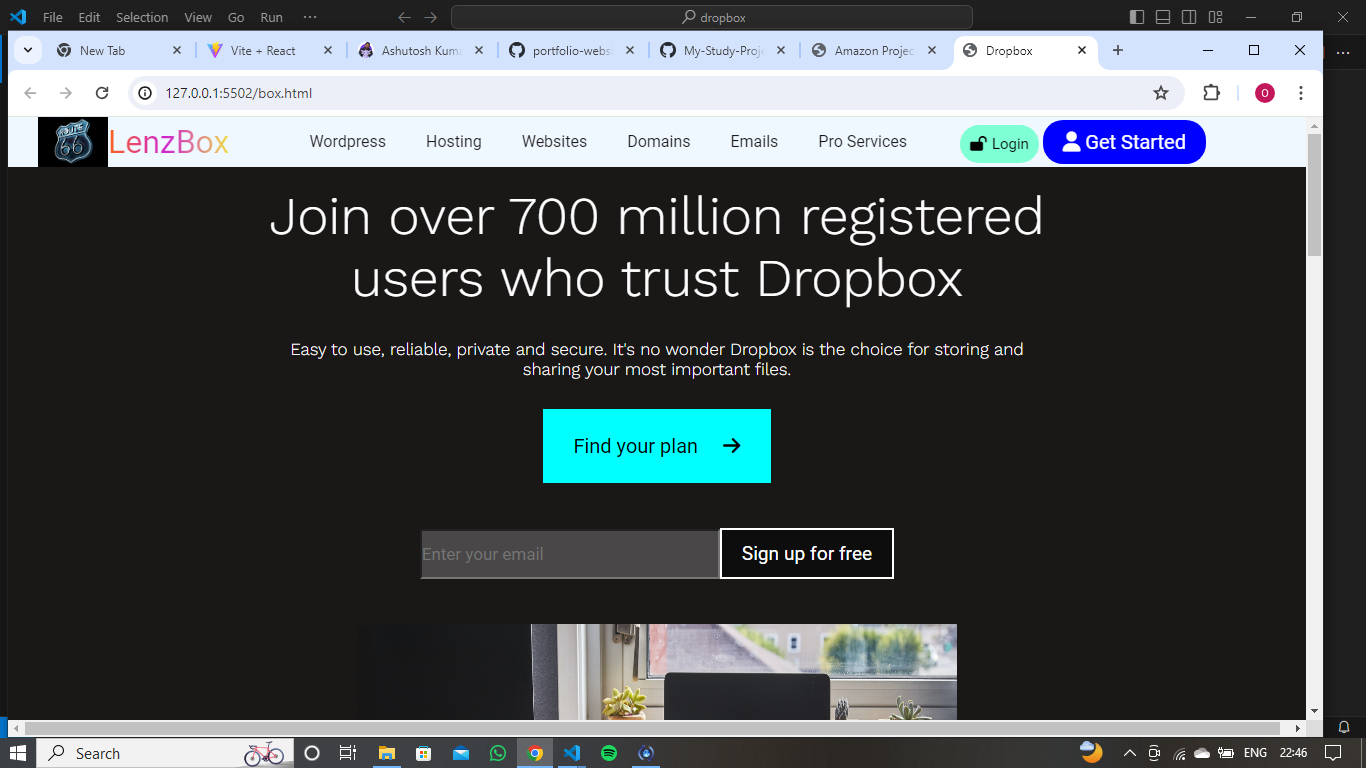 File Edit Selection View Go Run ··· dropbox
New Tab Vite + React Ashutosh Kuma portfolio-webs My-Study-Proj Amazon Projec Dropbox
127.0.0.1:5502/box.html O
ROUTE 66 LenzBox Wordpress Hosting Websites Domains Emails Pro Services Login Get Started
Join over 700 million registered
users who trust Dropbox
Easy to use, reliable, private and secure. It's no wonder Dropbox is the choice for storing and
sharing your most important files.
Find your plan
Enter your email Sign up for free
Search ENG 22:46